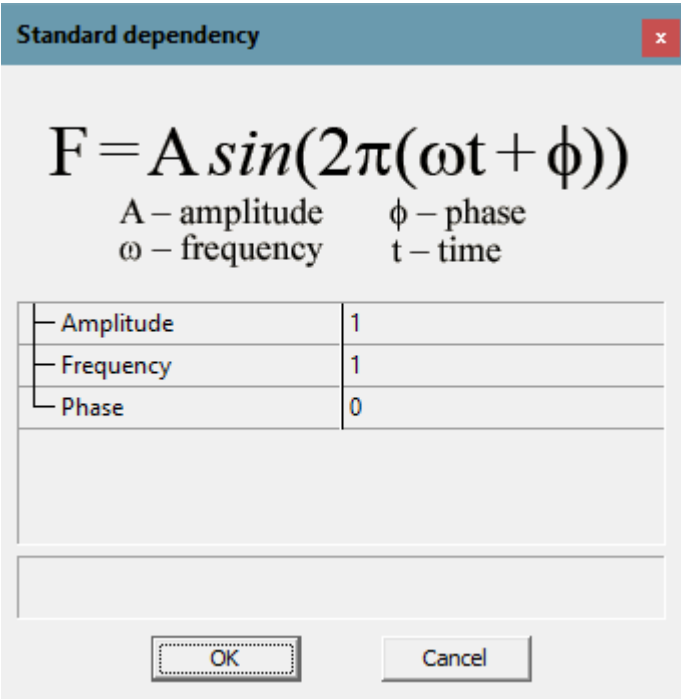 Standard dependency
x
F=A sin(2π(ωt+ϕ))
A – amplitude ϕ – phase
ω – frequency t – time
Amplitude 1
Frequency 1
Phase 0
OK Cancel